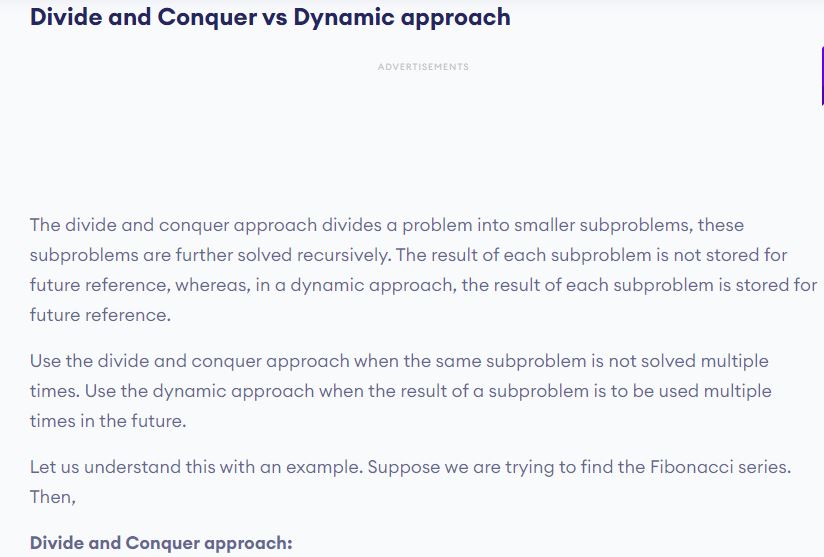 Divide and Conquer vs Dynamic approach
ADVERTISEMENTS
The divide and conquer approach divides a problem into smaller subproblems, these
subproblems are further solved recursively. The result of each subproblem is not stored for
future reference, whereas, in a dynamic approach, the result of each subproblem is stored for
future reference.
Use the divide and conquer approach when the same subproblem is not solved multiple
times. Use the dynamic approach when the result of a subproblem is to be used multiple
times in the future.
Let us understand this with an example. Suppose we are trying to find the Fibonacci series.
Then,
Divide and Conquer approach: